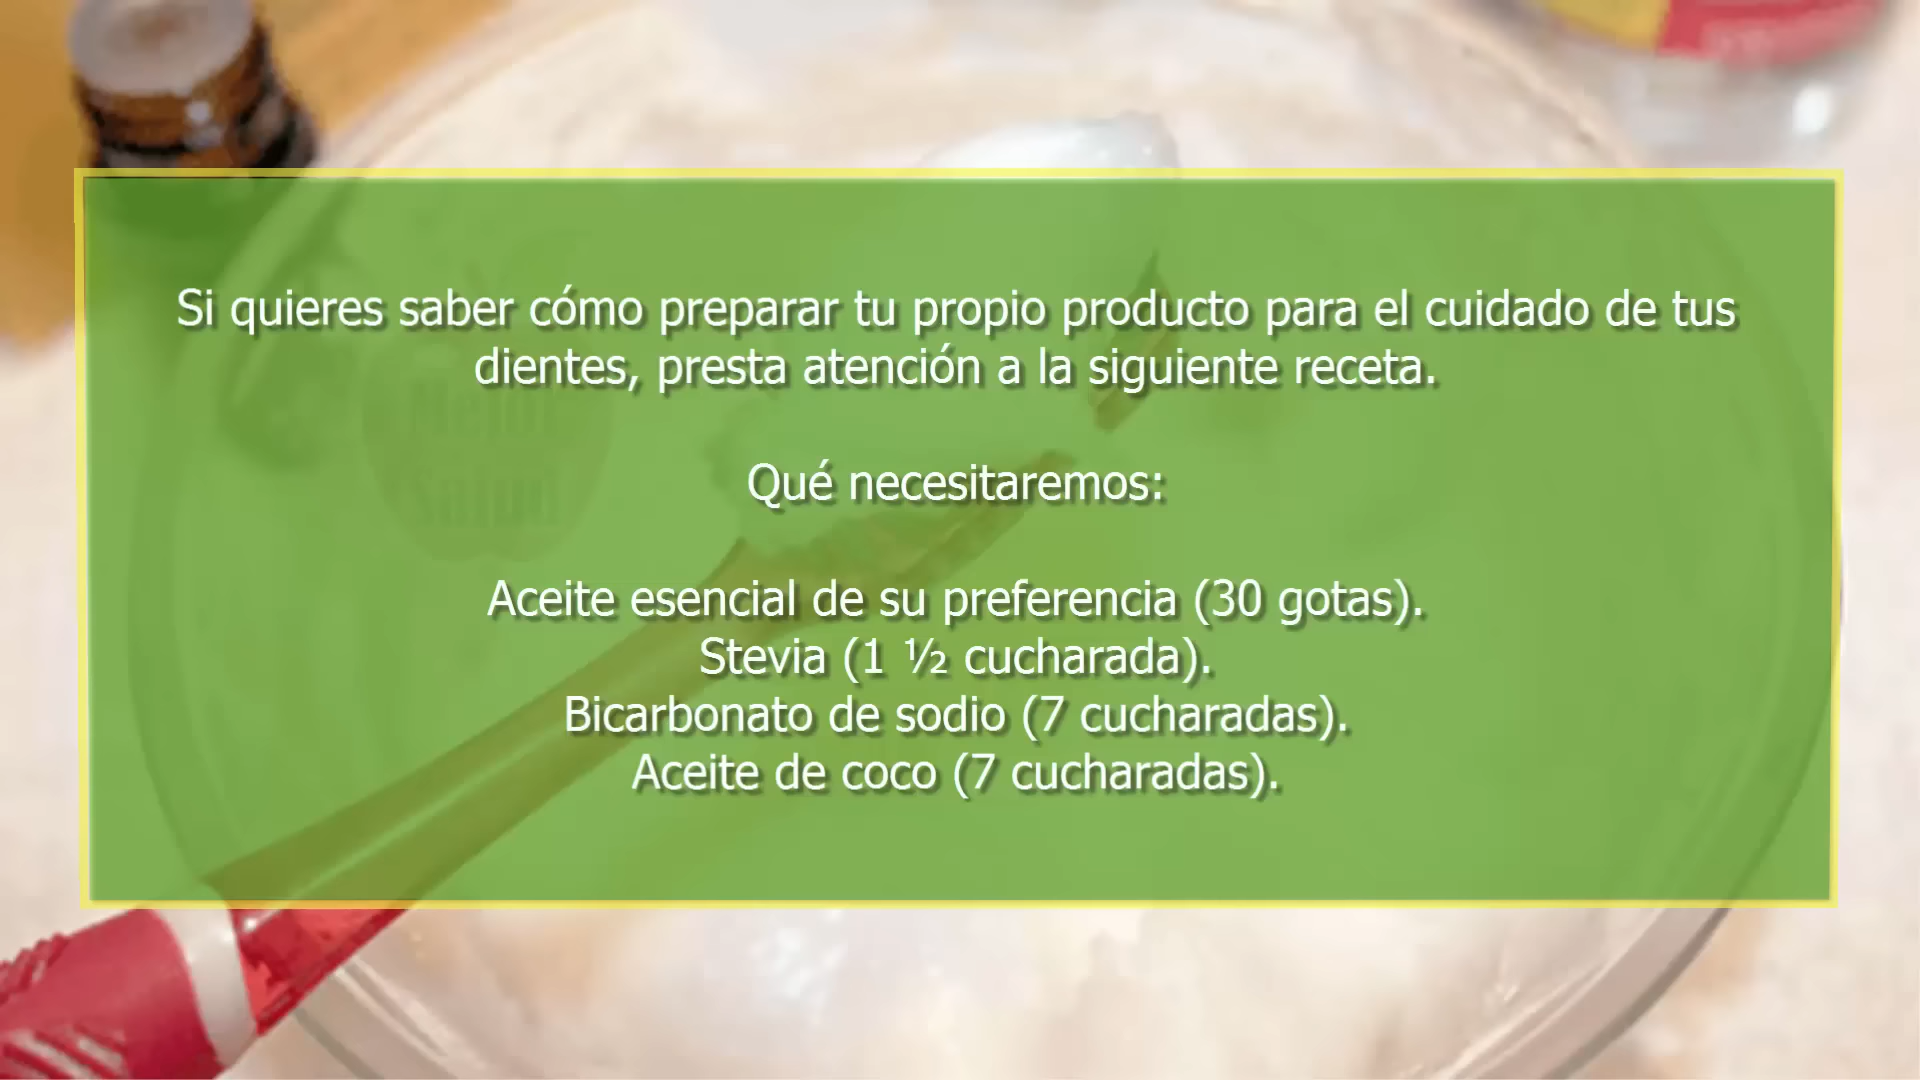 Si quieres saber cómo preparar tu propio producto para el cuidado de tus
dientes, presta atención a la siguiente receta.
Qué necesitaremos:
Aceite esencial de su preferencia (30 gotas).
Stevia (1 ½ cucharada).
Bicarbonato de sodio (7 cucharadas).
Aceite de coco (7 cucharadas).